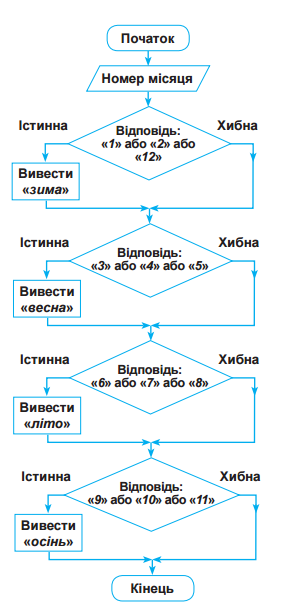 Початок
Номер місяця
Істинна
Хибна
Відповідь:
«1» або «2» або
«12»
Вивести
«зима»
Істинна
Хибна
Відповідь:
«3» або «4» або «5»
Вивести
«весна»
Істинна
Хибна
Відповідь:
«6» або «7» або «8»
Вивести
«літо»
Істинна
Хибна
Відповідь:
«9» або «10» або «11»
Вивести
«осінь»
Кінець